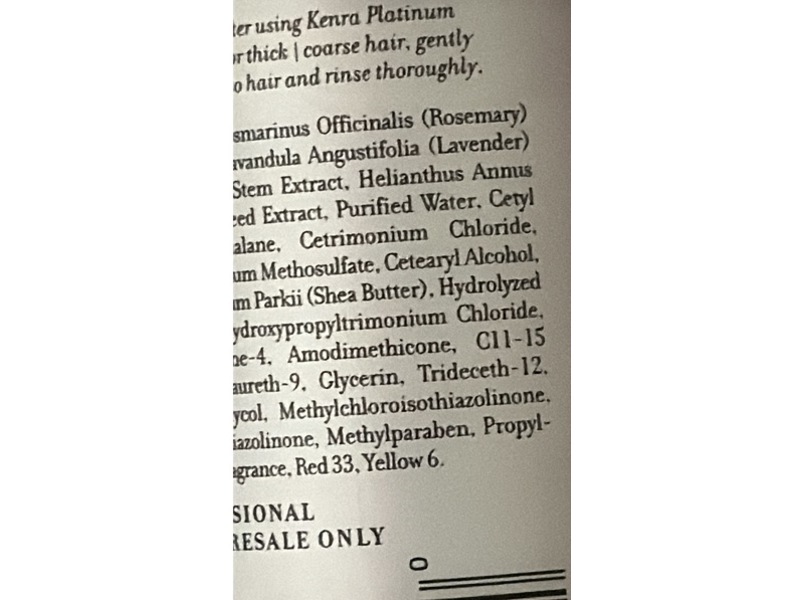 ter using Kenra Platinum
or thick | coarse hair, gently
o hair and rinse thoroughly.
smarinus Officinalis (Rosemary)
avandula Angustifolia (Lavender)
Stem Extract, Helianthus Annus
eed Extract, Purified Water, Cetyl
alane, Cetrimonium Chloride,
um Methosulfate, Cetearyl Alcohol,
m Parkii (Shea Butter), Hydrolyzed
ydroxypropyltrimonium Chloride,
ne-4, Amodimethicone, C11-15
aureth-9, Glycerin, Trideceth-12,
ycol, Methylchloroisothiazolinone,
iazolinone, Methylparaben, Propyl-
agrance, Red 33, Yellow 6.
SIONAL
RESALE ONLY